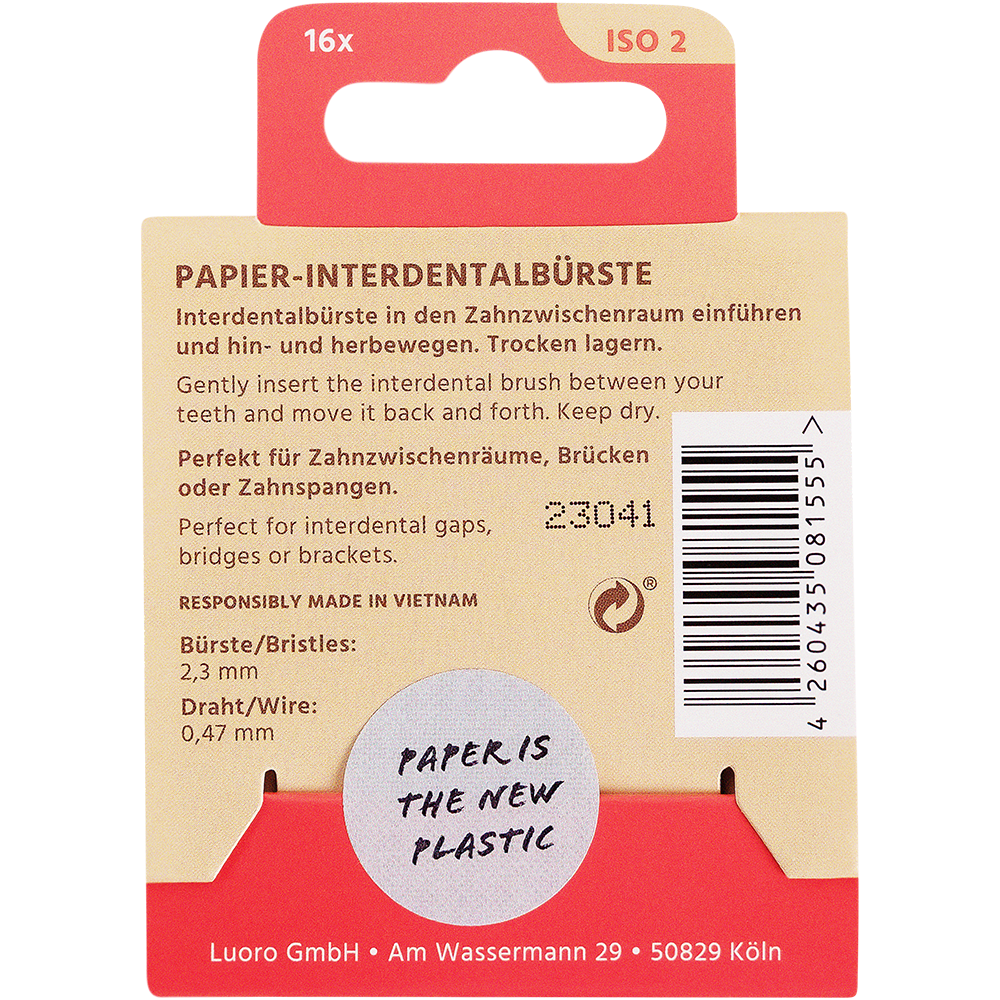 16x
ISO 2
PAPIER-INTERDENTALBÜRSTE
Interdentalbürste in den Zahnzwischenraum einführen
und hin- und herbewegen. Trocken lagern.
Gently insert the interdental brush between your
teeth and move it back and forth. Keep dry.
Perfekt für Zahnzwischenräume, Brücken
oder Zahnspangen.
Perfect for interdental gaps,
bridges or brackets.
23041
RESPONSIBLY MADE IN VIETNAM
®
Bürste/Bristles:
2,3 mm
Draht/Wire:
0,47 mm
4 260435 081555 >
PAPER IS
THE NEW
PLASTIC
Luoro GmbH • Am Wassermann 29 • 50829 Köln